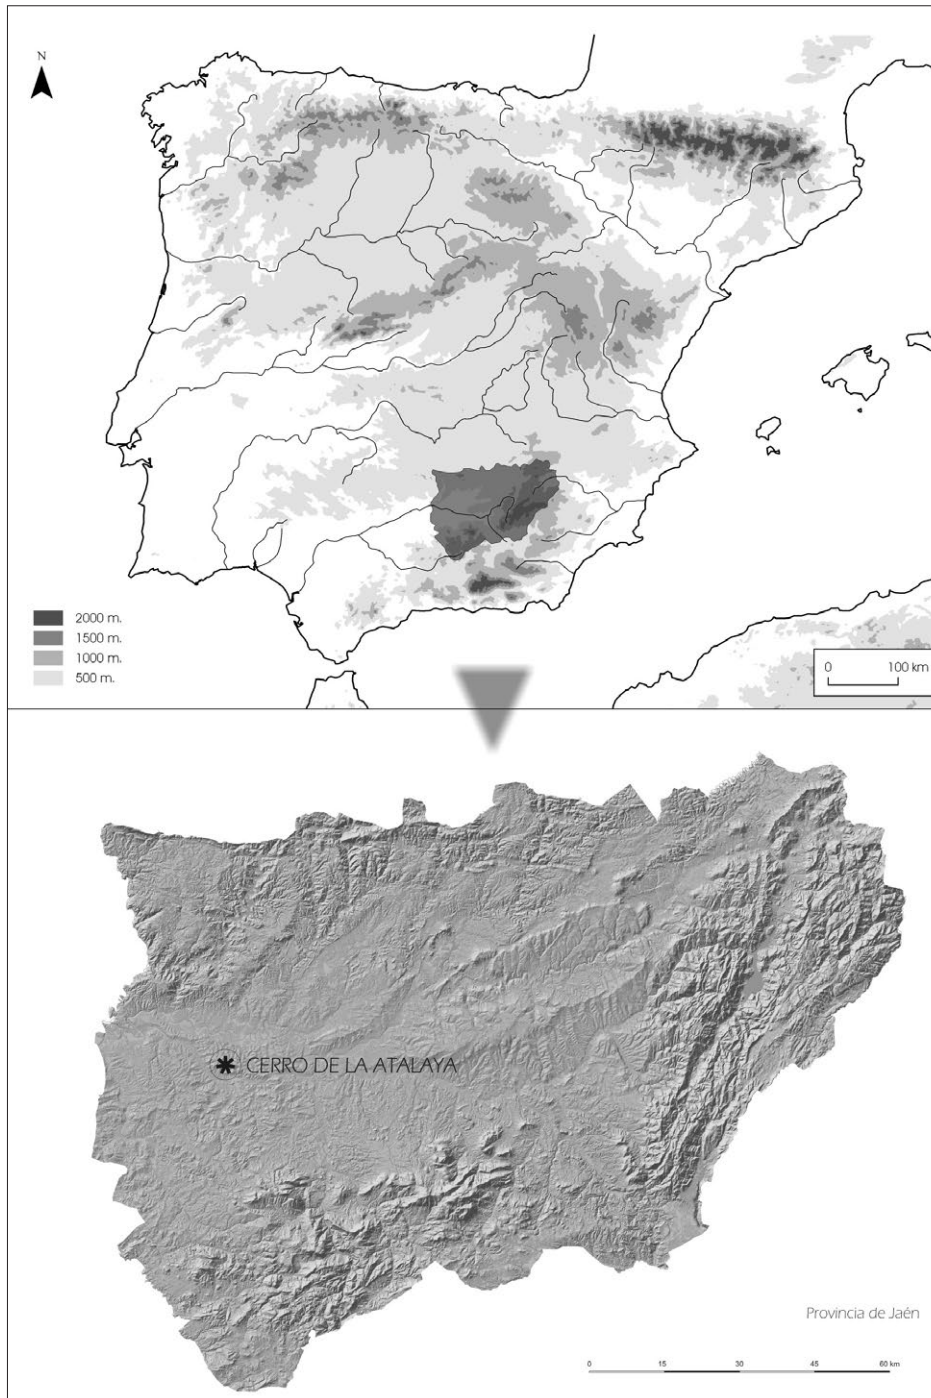 N
2000 m.
1500 m.
1000 m.
500 m.
0 100 km
CERRO DE LA ATALAYA
Provincia de Jaén
0 15 30 45 60 km